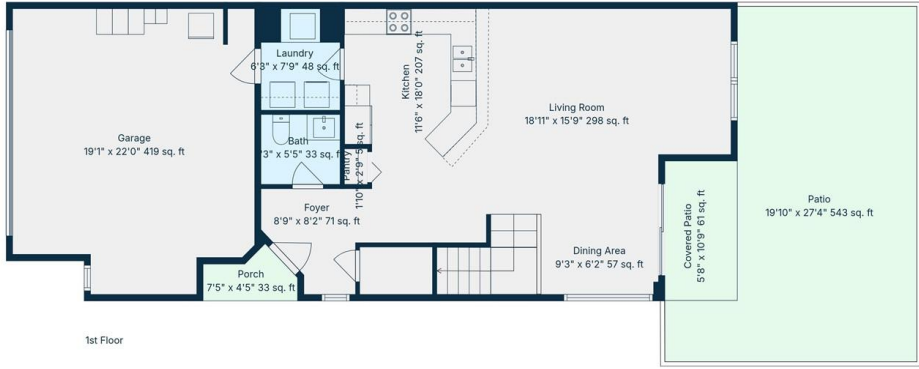 Laundry
6'3" x 7'9" 48 sq. ft
Kitchen
11'6" x 18'0" 207 sq. ft
Living Room
18'11" x 15'9" 298 sq. ft
Garage
19'1" x 22'0" 419 sq. ft
Bath
'3" x 5'5" 33 sq. ft
Pantry
1'10" x 2'9" 5 sq. ft
Foyer
8'9" x 8'2" 71 sq. ft
Patio
19'10" x 27'4" 543 sq. ft
Covered Patio
5'8" x 10'9" 61 sq. ft
Dining Area
9'3" x 6'2" 57 sq. ft
Porch
7'5" x 4'5" 33 sq. ft
1st Floor